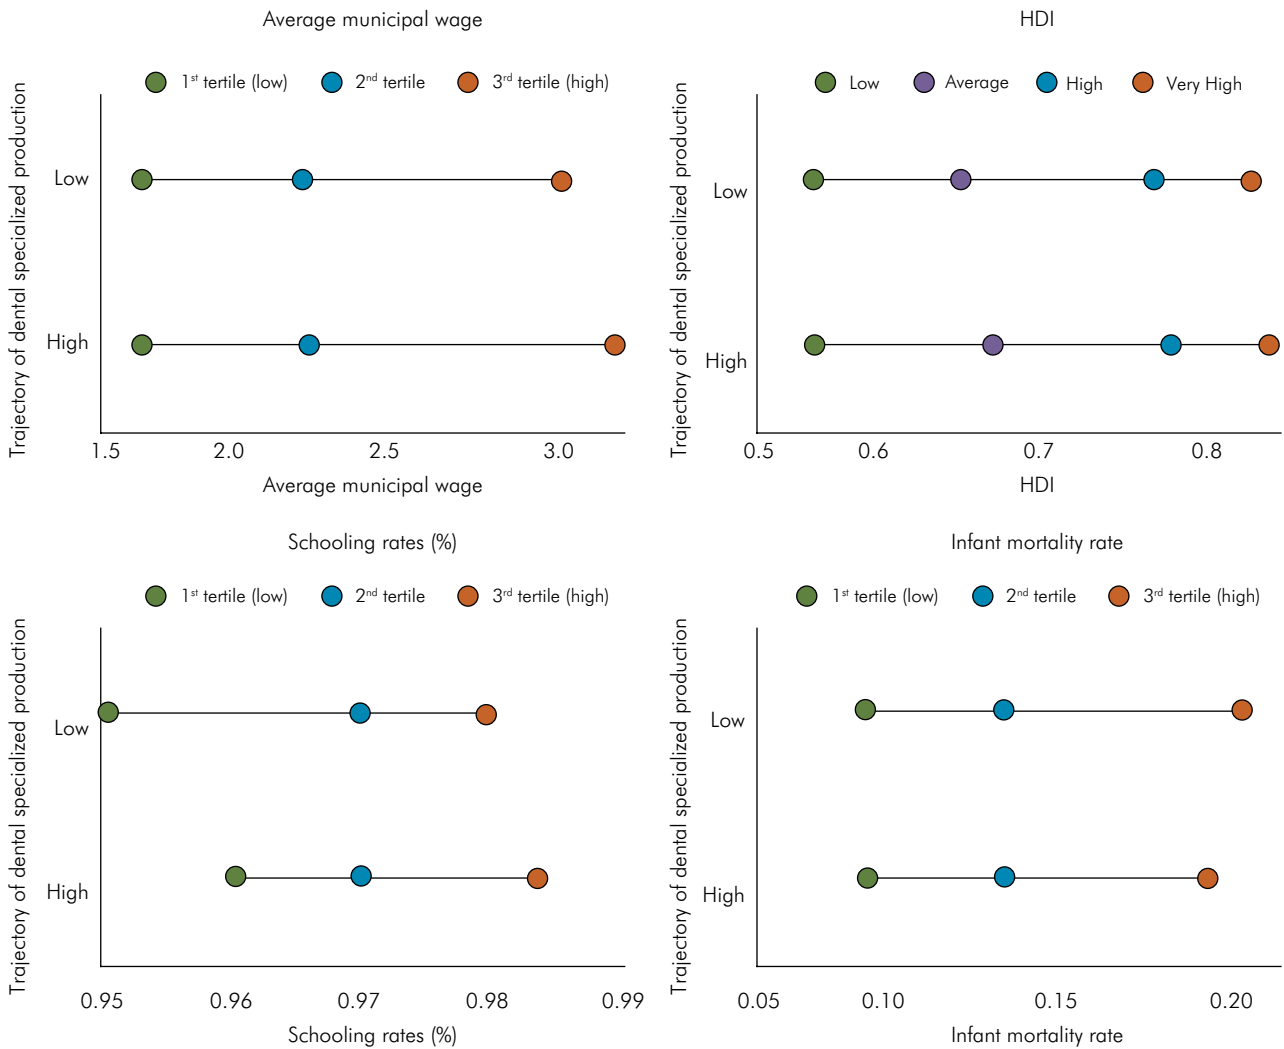 Average municipal wage
1st tertile (low) 2nd tertile 3rd tertile (high)
Trajectory of dental specialized production
Low
High
1.5 2.0 2.5 3.0
Average municipal wage
HDI
Low Average High Very High
Trajectory of dental specialized production
Low
High
0.5 0.6 0.7 0.8
HDI
Schooling rates (%)
1st tertile (low) 2nd tertile 3rd tertile (high)
Trajectory of dental specialized production
Low
High
0.95 0.96 0.97 0.98 0.99
Schooling rates (%)
Infant mortality rate
1st tertile (low) 2nd tertile 3rd tertile (high)
Trajectory of dental specialized production
Low
High
0.05 0.10 0.15 0.20
Infant mortality rate